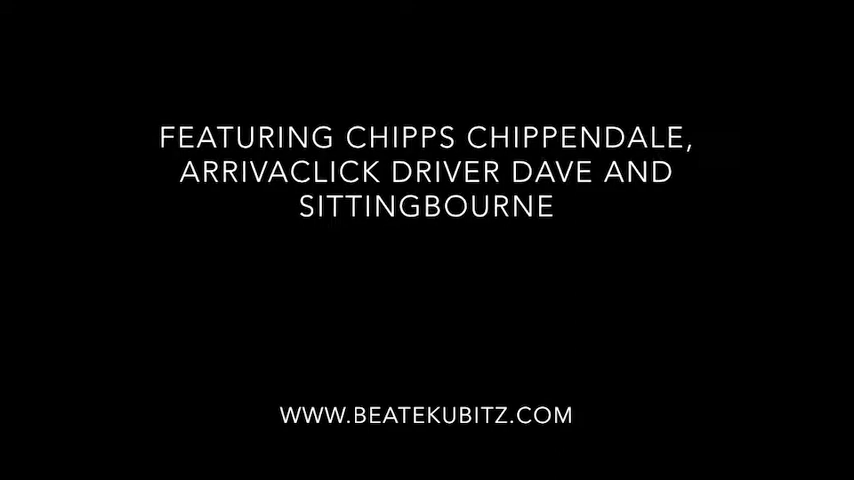 FEATURING CHIPPS CHIPPENDALE,
ARRIVACLICK DRIVER DAVE AND
SITTINGBOURNE
WWW.BEATEKUBITZ.COM